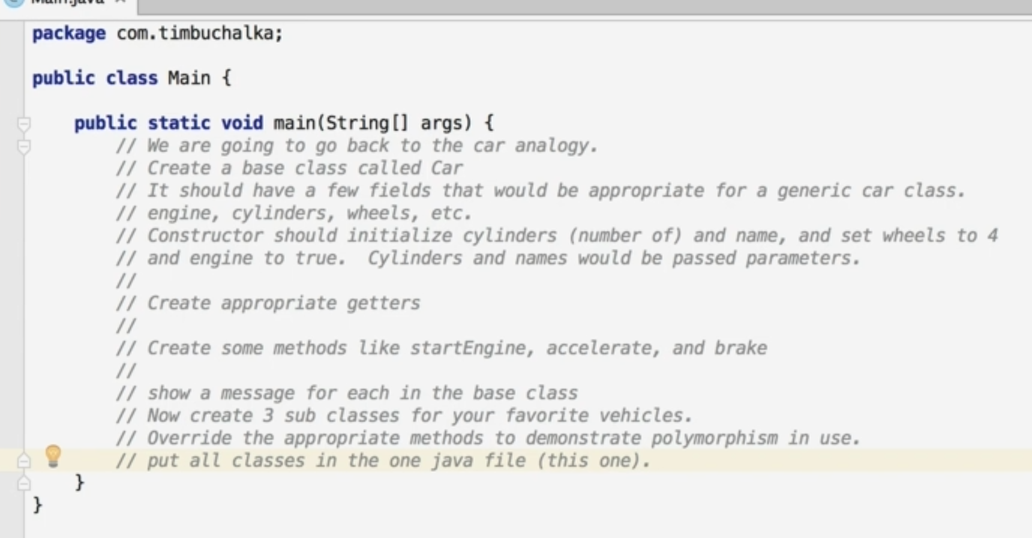 Main.java ×
package com.timbuchalka;
public class Main {
public static void main(String[] args) {
// We are going to go back to the car analogy.
// Create a base class called Car
// It should have a few fields that would be appropriate for a generic car class.
// engine, cylinders, wheels, etc.
// Constructor should initialize cylinders (number of) and name, and set wheels to 4
// and engine to true.  Cylinders and names would be passed parameters.
//
// Create appropriate getters
//
// Create some methods like startEngine, accelerate, and brake
//
// show a message for each in the base class
// Now create 3 sub classes for your favorite vehicles.
// Override the appropriate methods to demonstrate polymorphism in use.
// put all classes in the one java file (this one).
}
}